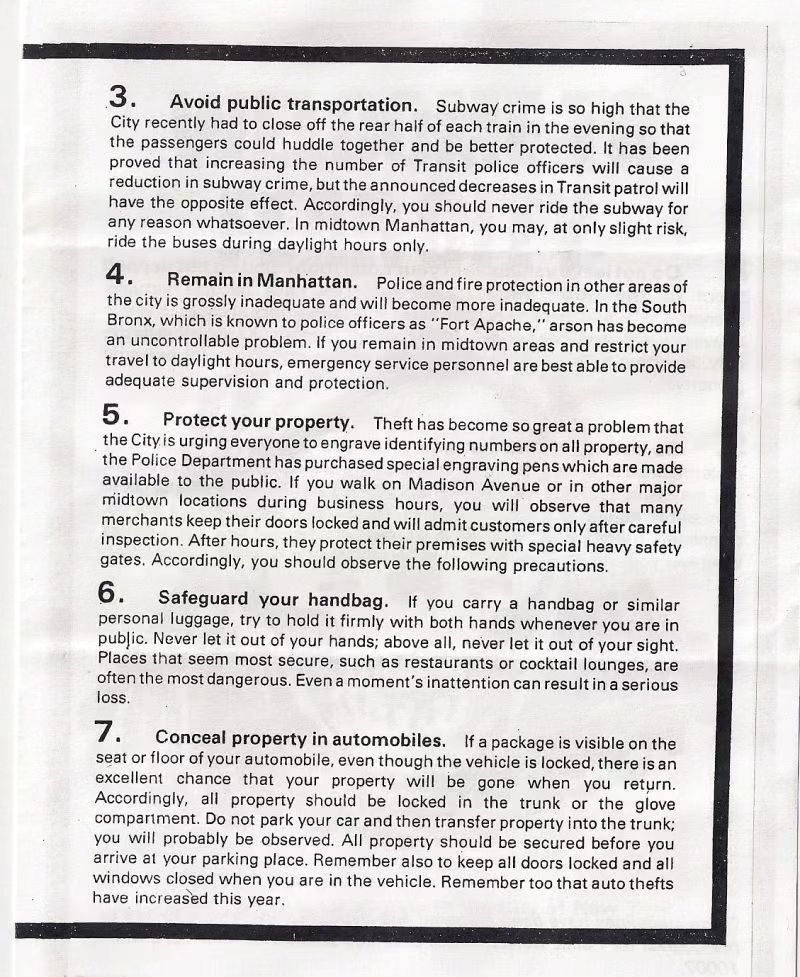 3. Avoid public transportation. Subway crime is so high that the
City recently had to close off the rear half of each train in the evening so that
the passengers could huddle together and be better protected. It has been
proved that increasing the number of Transit police officers will cause a
reduction in subway crime, but the announced decreases in Transit patrol will
have the opposite effect. Accordingly, you should never ride the subway for
any reason whatsoever. In midtown Manhattan, you may, at only slight risk,
ride the buses during daylight hours only.
4. Remain in Manhattan. Police and fire protection in other areas of
the city is grossly inadequate and will become more inadequate. In the South
Bronx, which is known to police officers as "Fort Apache," arson has become
an uncontrollable problem. If you remain in midtown areas and restrict your
travel to daylight hours, emergency service personnel are best able to provide
adequate supervision and protection.
5. Protect your property. Theft has become so great a problem that
the City is urging everyone to engrave identifying numbers on all property, and
the Police Department has purchased special engraving pens which are made
available to the public. If you walk on Madison Avenue or in other major
midtown locations during business hours, you will observe that many
merchants keep their doors locked and will admit customers only after careful
inspection. After hours, they protect their premises with special heavy safety
gates. Accordingly, you should observe the following precautions.
6. Safeguard your handbag. If you carry a handbag or similar
personal luggage, try to hold it firmly with both hands whenever you are in
public. Never let it out of your hands; above all, never let it out of your sight.
Places that seem most secure, such as restaurants or cocktail lounges, are
often the most dangerous. Even a moment's inattention can result in a serious
loss.
7. Conceal property in automobiles. If a package is visible on the
seat or floor of your automobile, even though the vehicle is locked, there is an
excellent chance that your property will be gone when you return.
Accordingly, all property should be locked in the trunk or the glove
compartment. Do not park your car and then transfer property into the trunk;
you will probably be observed. All property should be secured before you
arrive at your parking place. Remember also to keep all doors locked and all
windows closed when you are in the vehicle. Remember too that auto thefts
have increased this year.